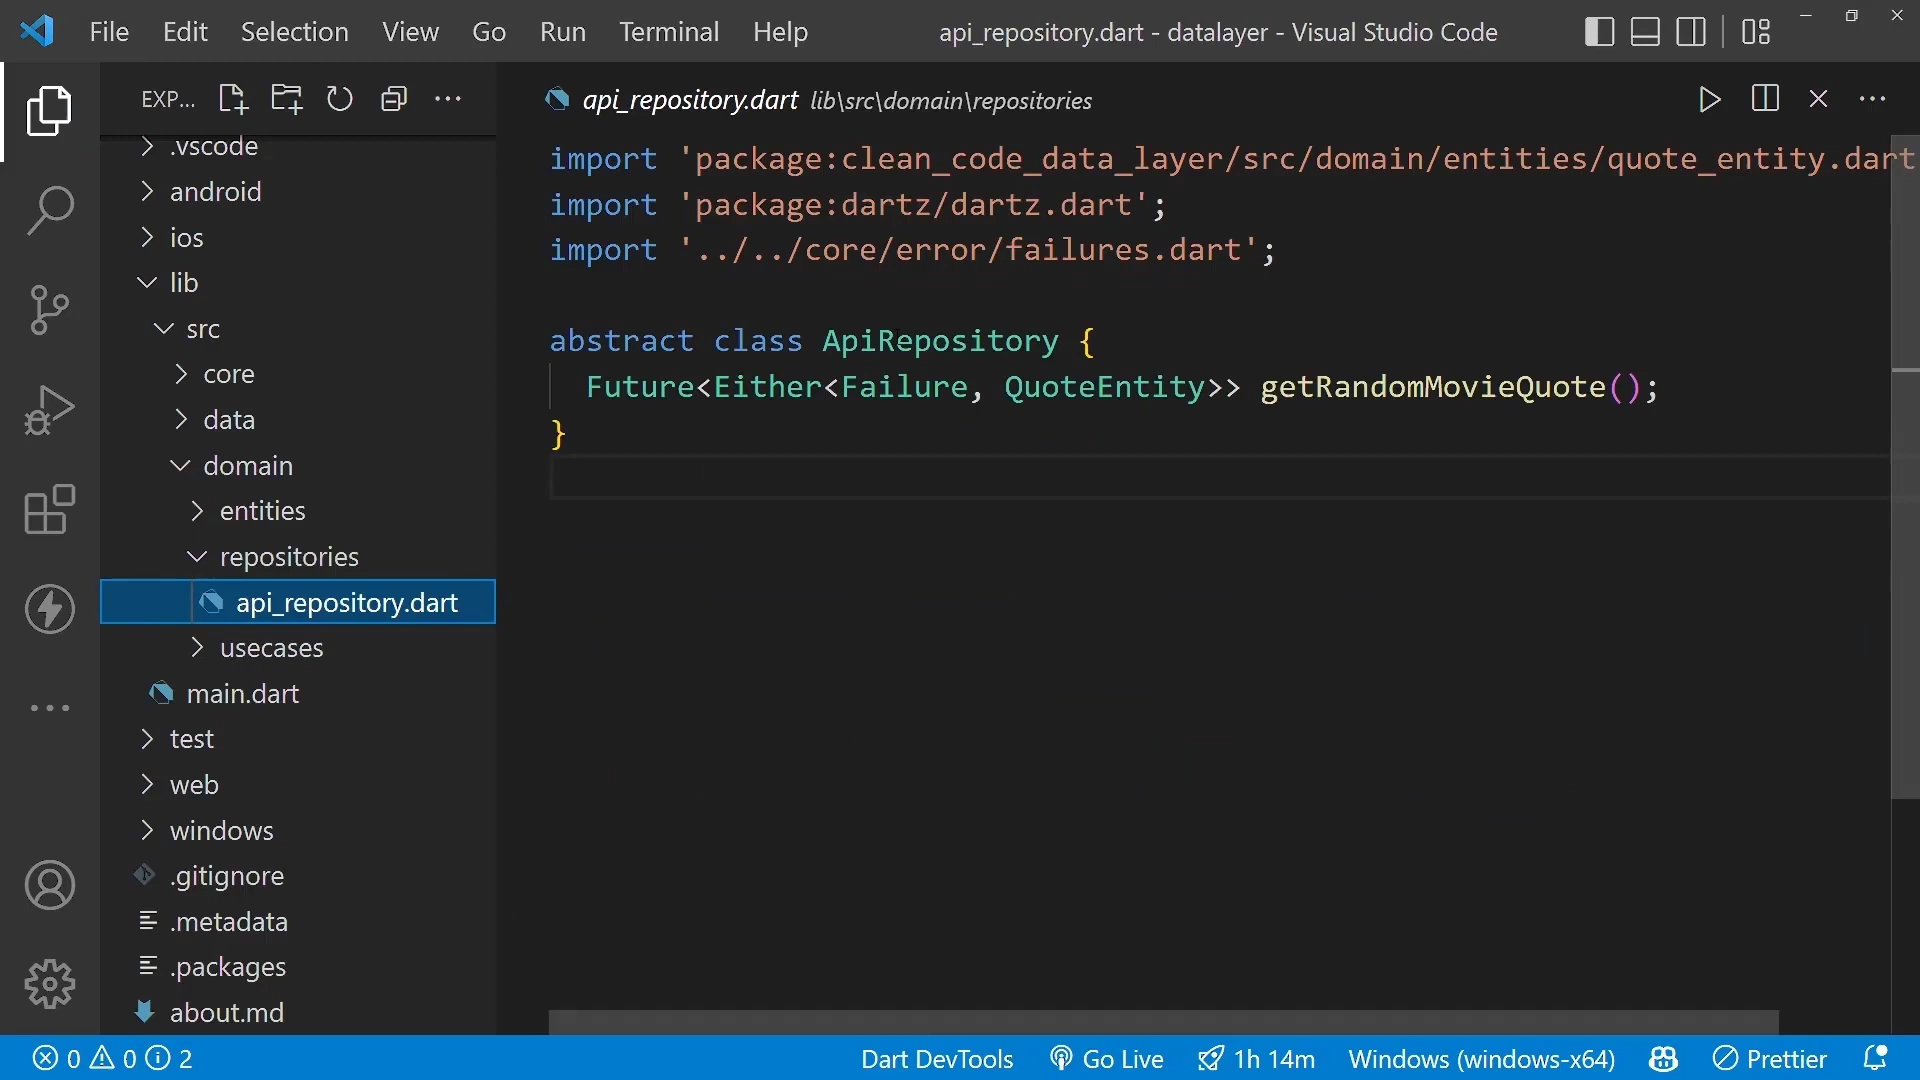 File Edit Selection View Go Run Terminal Help
api_repository.dart - datalayer - Visual Studio Code
EXP...
.vscode
android
ios
lib
src
core
data
domain
entities
repositories
api_repository.dart
usecases
main.dart
test
web
windows
.gitignore
.metadata
.packages
about.md
api_repository.dart lib\src\domain\repositories
import 'package:clean_code_data_layer/src/domain/entities/quote_entity.dart
import 'package:dartz/dartz.dart';
import '../../core/error/failures.dart';
abstract class ApiRepository {
Future<Either<Failure, QuoteEntity>> getRandomMovieQuote();
}
0 0 2
Dart DevTools Go Live 1h 14m Windows (windows-x64) Prettier